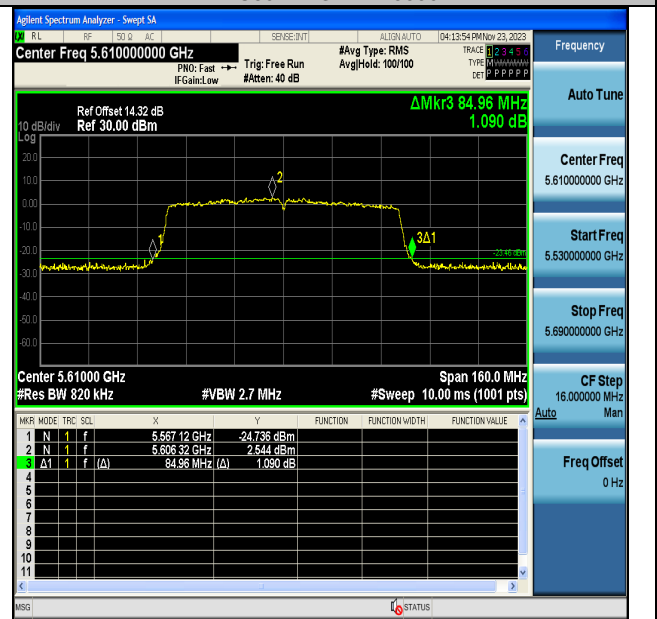 Agilent Spectrum Analyzer - Swept SA
RL RF 50 Ω AC SENSE:INT ALIGN AUTO 04:13:54 PM Nov 23, 2023
Center Freq 5.610000000 GHz
PNO: Fast
IFGain:Low
Trig: Free Run
#Atten: 40 dB
#Avg Type: RMS
Avg|Hold: 100/100
TRACE 1 2 3 4 5 6
TYPE M
DET P P P P P P
Frequency
Auto Tune
Center Freq
5.610000000 GHz
Start Freq
5.530000000 GHz
Stop Freq
5.690000000 GHz
CF Step
16.000000 MHz
Auto Man
Freq Offset
0 Hz
ΔMkr3 84.96 MHz
1.090 dB
Ref Offset 14.32 dB
10 dB/div Ref 30.00 dBm
Log
20.0
10.0
0.00
-10.0
-20.0
-30.0
-40.0
-50.0
-60.0
1
2
3Δ1
-23.46 dBm
Center 5.61000 GHz Span 160.0 MHz
#Res BW 820 kHz #VBW 2.7 MHz #Sweep 10.00 ms (1001 pts)
MKR MODE TRC SCL X Y FUNCTION FUNCTION WIDTH FUNCTION VALUE
1 N 1 f 5.567 12 GHz -24.736 dBm
2 N 1 f 5.606 32 GHz 2.544 dBm
3 Δ1 1 f (Δ) 84.96 MHz (Δ) 1.090 dB
4
5
6
7
8
9
10
11
MSG STATUS